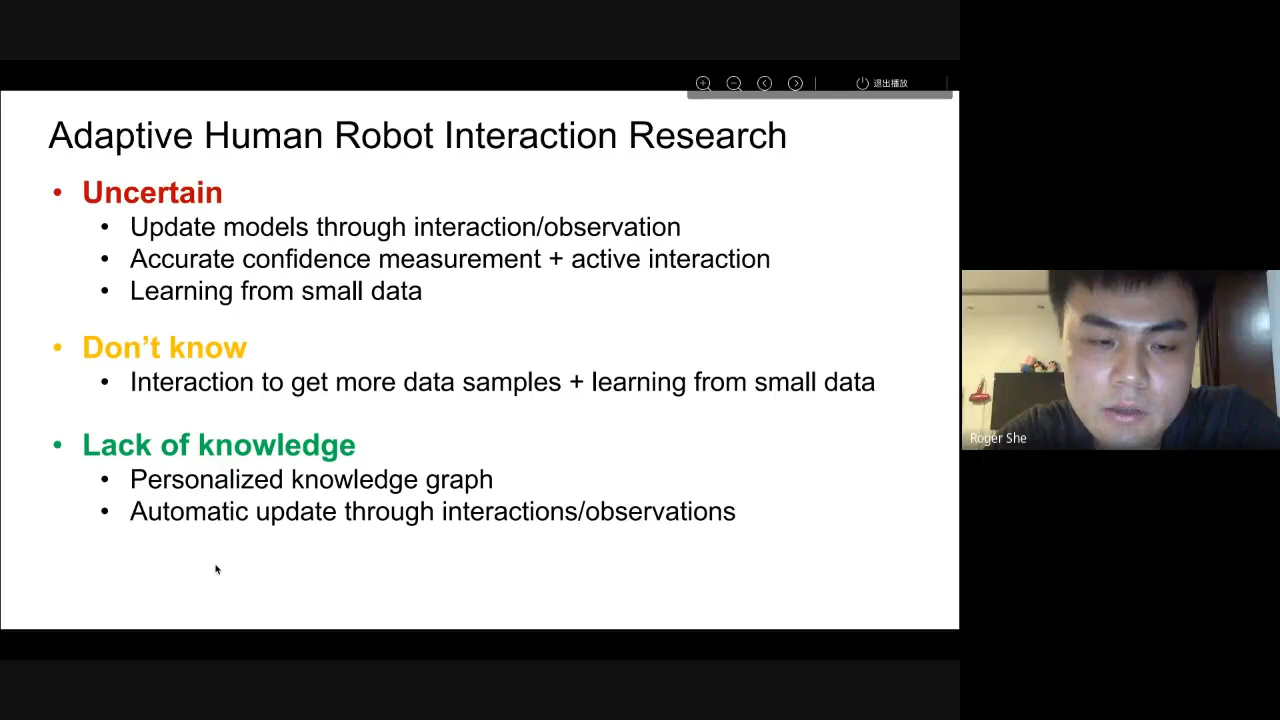 退出播放
Adaptive Human Robot Interaction Research
• Uncertain
• Update models through interaction/observation
• Accurate confidence measurement + active interaction
• Learning from small data
• Don’t know
• Interaction to get more data samples + learning from small data
• Lack of knowledge
• Personalized knowledge graph
• Automatic update through interactions/observations
Roger She